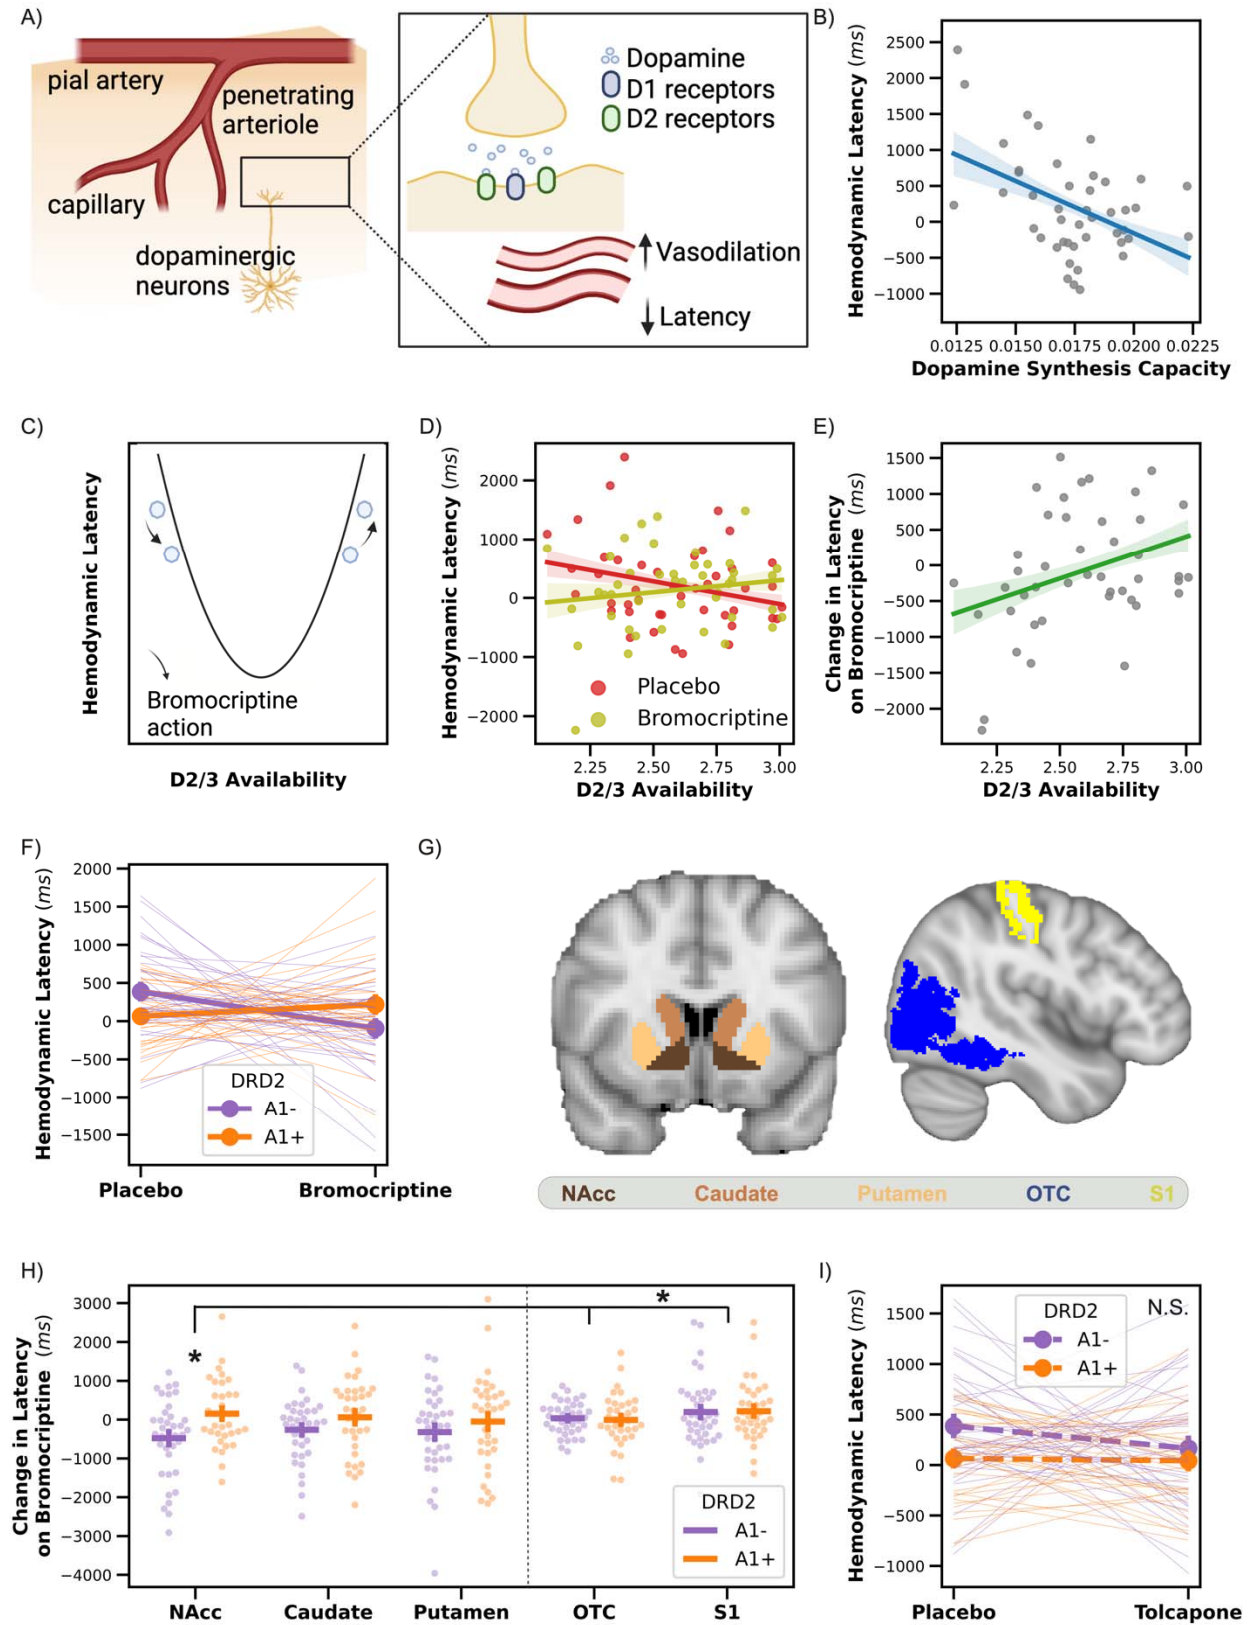 A)
pial artery
penetrating
arteriole
capillary
dopaminergic
neurons
Dopamine
D1 receptors
D2 receptors
Vasodilation
Latency
B)
Hemodynamic Latency (ms)
2500
2000
1500
1000
500
0
−500
−1000
0.0125 0.0150 0.0175 0.0200 0.0225
Dopamine Synthesis Capacity
C)
Hemodynamic Latency
Bromocriptine
action
D2/3 Availability
D)
Hemodynamic Latency (ms)
2000
1000
0
−1000
−2000
Placebo
Bromocriptine
2.25 2.50 2.75 3.00
D2/3 Availability
E)
Change in Latency
on Bromocriptine (ms)
1500
1000
500
0
−500
−1000
−1500
−2000
2.25 2.50 2.75 3.00
D2/3 Availability
F)
Hemodynamic Latency (ms)
2000
1500
1000
500
0
−500
−1000
−1500
DRD2
A1-
A1+
Placebo Bromocriptine
G)
NAcc Caudate Putamen OTC S1
H)
Change in Latency
on Bromocriptine (ms)
3000
2000
1000
0
−1000
−2000
−3000
−4000
*
*
DRD2
A1-
A1+
NAcc Caudate Putamen OTC S1
I)
Hemodynamic Latency (ms)
1500
1000
500
0
−500
−1000
DRD2
A1-
A1+
N.S.
Placebo Tolcapone